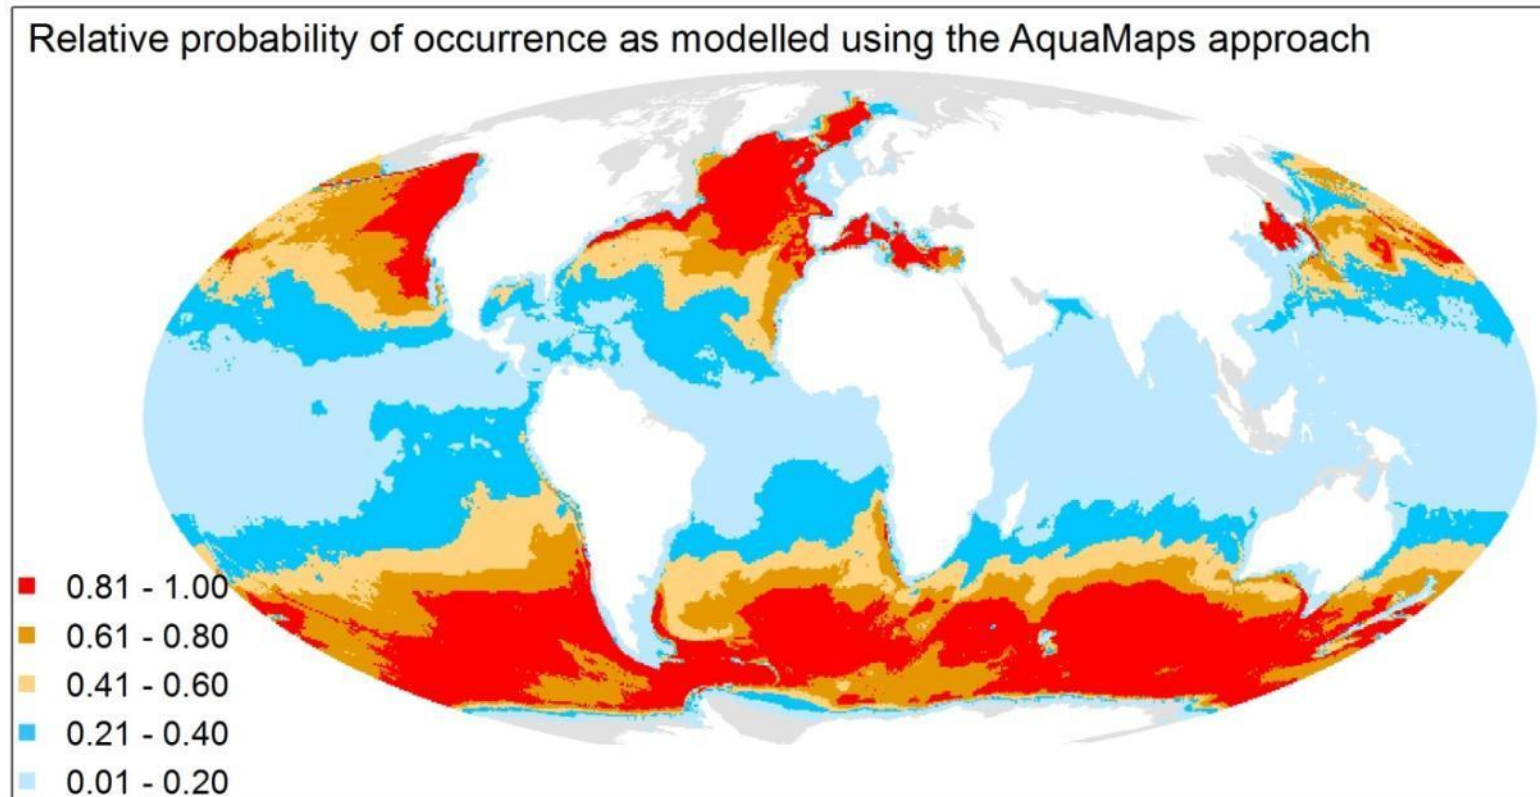 Relative probability of occurrence as modelled using the AquaMaps approach
0.81 - 1.00
0.61 - 0.80
0.41 - 0.60
0.21 - 0.40
0.01 - 0.20